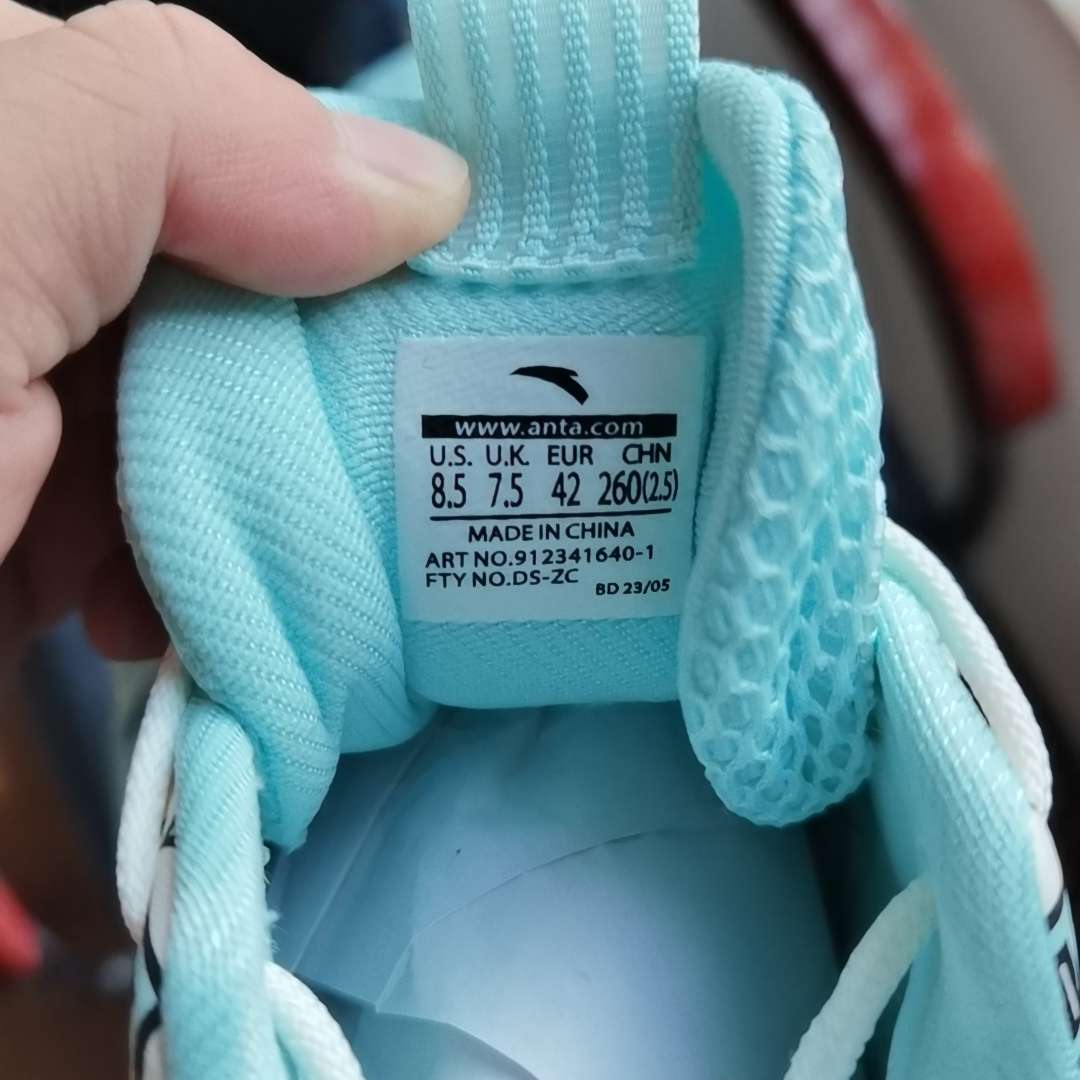 www.anta.com
U.S. U.K. EUR CHN
8.5 7.5 42 260(2.5)
MADE IN CHINA
ART NO.912341640-1
FTY NO.DS-ZC BD 23/05